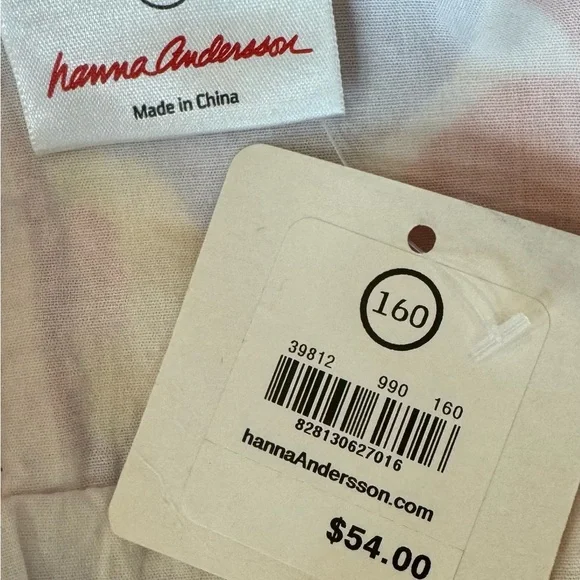 hanna Andersson
Made in China
160
39812 990 160
828130627016
hannaAndersson.com
$54.00